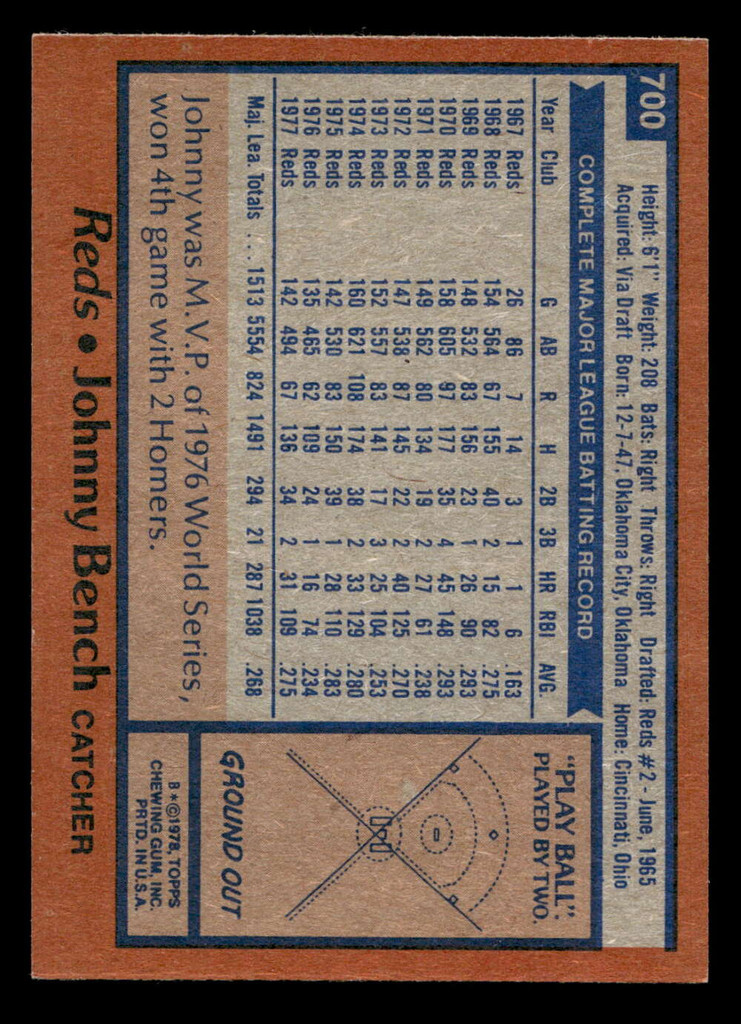 700
Height: 6'1" Weight: 208 Bats: Right Throws: Right Drafted: Reds #2 - June, 1965
Acquired: Via Draft Born: 12-7-47, Oklahoma City, Oklahoma Home: Cincinnati, Ohio
COMPLETE MAJOR LEAGUE BATTING RECORD
Year Club G AB R H 2B 3B HR RBI AVG.
1967 Reds 26 86 7 14 3 1 1 6 .163
1968 Reds 154 564 67 155 40 2 15 82 .275
1969 Reds 148 532 83 156 23 1 26 90 .293
1970 Reds 158 605 97 177 35 4 45 148 .293
1971 Reds 149 562 80 134 19 2 27 61 .238
1972 Reds 147 538 87 145 22 2 40 125 .270
1973 Reds 152 557 83 141 17 3 25 104 .253
1974 Reds 160 621 108 174 38 2 33 129 .280
1975 Reds 142 530 83 150 39 1 28 110 .283
1976 Reds 135 465 62 109 24 1 16 74 .234
1977 Reds 142 494 67 136 34 2 31 109 .275
Maj. Lea. Totals ... 1513 5554 824 1491 294 21 287 1038 .268
Johnny was M.V.P. of 1976 World Series,
won 4th game with 2 Homers.
"PLAY BALL":
PLAYED BY TWO.
GROUND OUT
B*©1978, TOPPS
CHEWING GUM, INC.
PRTD. IN U.S.A.
Reds • Johnny Bench CATCHER